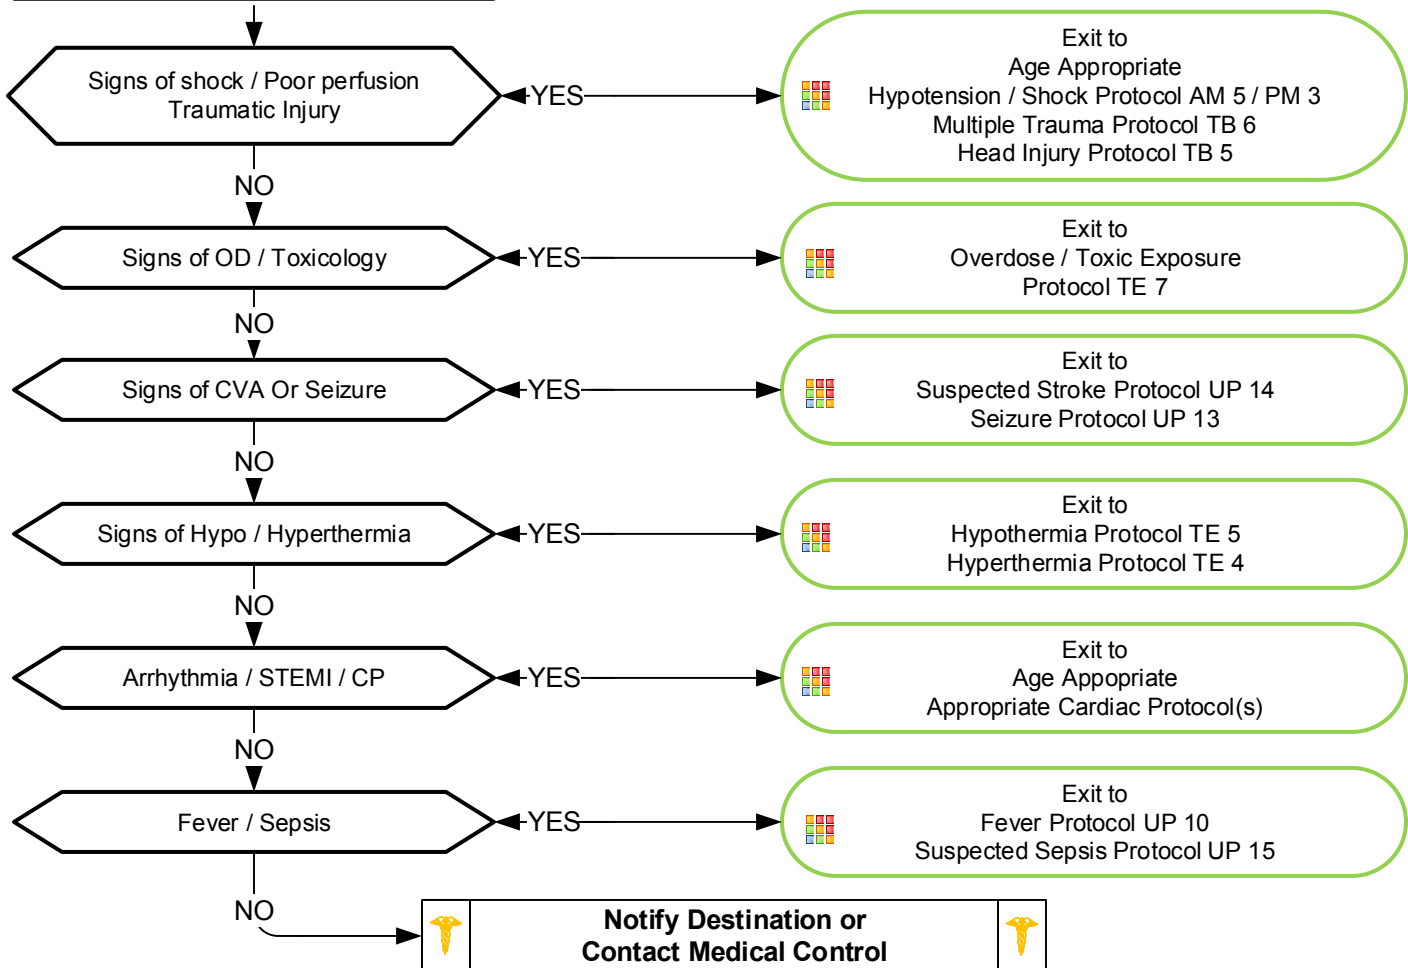 Signs of shock / Poor perfusion
Traumatic Injury
YES
Exit to
Age Appropriate
Hypotension / Shock Protocol AM 5 / PM 3
Multiple Trauma Protocol TB 6
Head Injury Protocol TB 5
NO
Signs of OD / Toxicology
YES
Exit to
Overdose / Toxic Exposure
Protocol TE 7
NO
Signs of CVA Or Seizure
YES
Exit to
Suspected Stroke Protocol UP 14
Seizure Protocol UP 13
NO
Signs of Hypo / Hyperthermia
YES
Exit to
Hypothermia Protocol TE 5
Hyperthermia Protocol TE 4
NO
Arrhythmia / STEMI / CP
YES
Exit to
Age Appopriate
Appropriate Cardiac Protocol(s)
NO
Fever / Sepsis
YES
Exit to
Fever Protocol UP 10
Suspected Sepsis Protocol UP 15
NO
Notify Destination or
Contact Medical Control